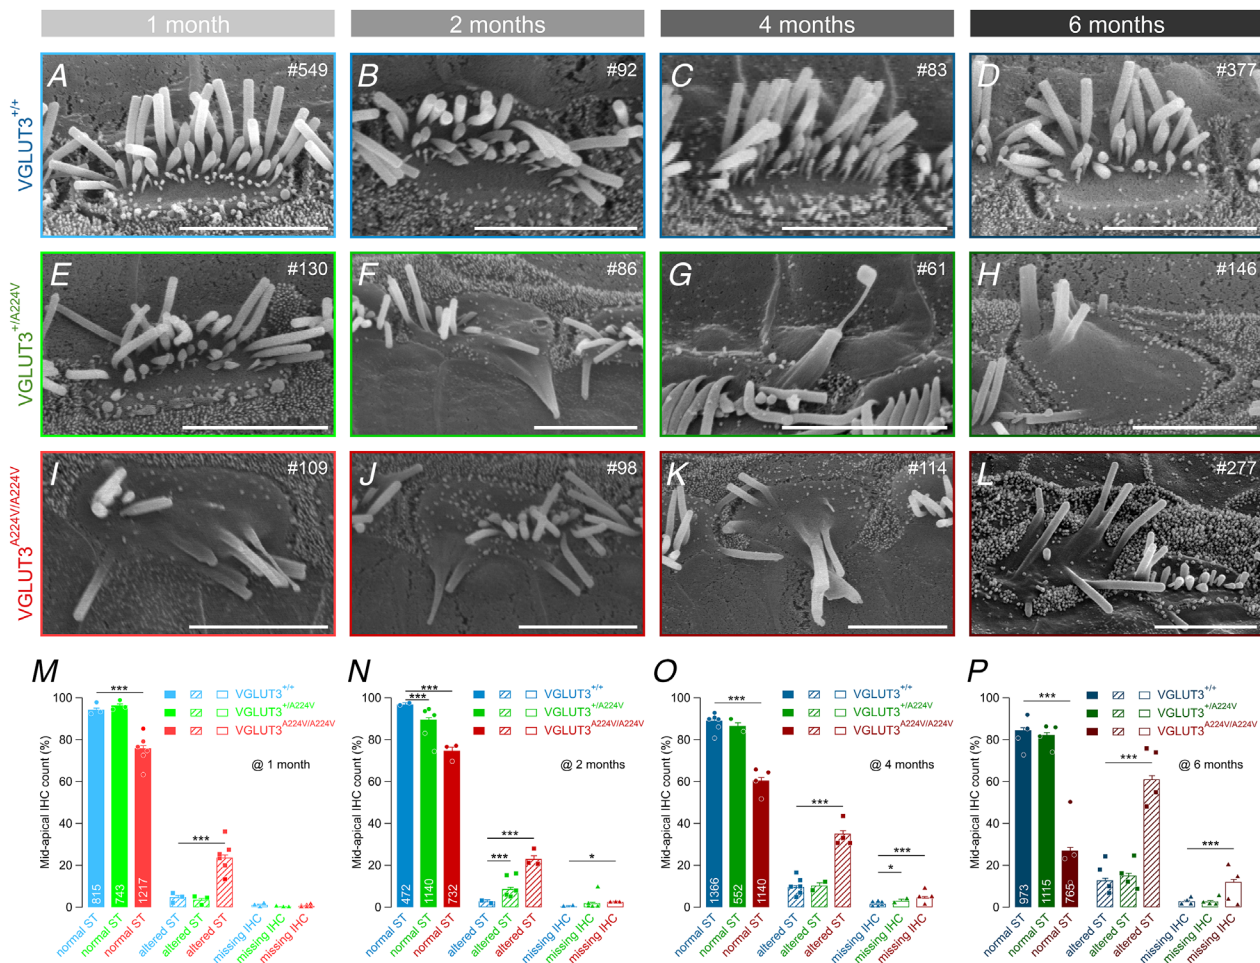 1 month
2 months
4 months
6 months
VGLUT3+/+
A #549
B #92
C #83
D #377
VGLUT3+/A224V
E #130
F #86
G #61
H #146
VGLUT3A224V/A224V
I #109
J #98
K #114
L #277
M
Mid-apical IHC count (%)
100
80
60
40
20
0
***
***
VGLUT3+/+
VGLUT3+/A224V
VGLUT3A224V/A224V
@ 1 month
815
743
1217
normal ST
normal ST
normal ST
altered ST
altered ST
altered ST
missing IHC
missing IHC
missing IHC
N
Mid-apical IHC count (%)
100
80
60
40
20
0
***
***
***
***
*
VGLUT3+/+
VGLUT3+/A224V
VGLUT3A224V/A224V
@ 2 months
472
1140
732
normal ST
normal ST
normal ST
altered ST
altered ST
altered ST
missing IHC
missing IHC
missing IHC
O
Mid-apical IHC count (%)
100
80
60
40
20
0
***
***
***
*
VGLUT3+/+
VGLUT3+/A224V
VGLUT3A224V/A224V
@ 4 months
1366
552
1140
normal ST
normal ST
normal ST
altered ST
altered ST
altered ST
missing IHC
missing IHC
missing IHC
P
Mid-apical IHC count (%)
100
80
60
40
20
0
***
***
***
VGLUT3+/+
VGLUT3+/A224V
VGLUT3A224V/A224V
@ 6 months
973
1115
765
normal ST
normal ST
normal ST
altered ST
altered ST
altered ST
missing IHC
missing IHC
missing IHC